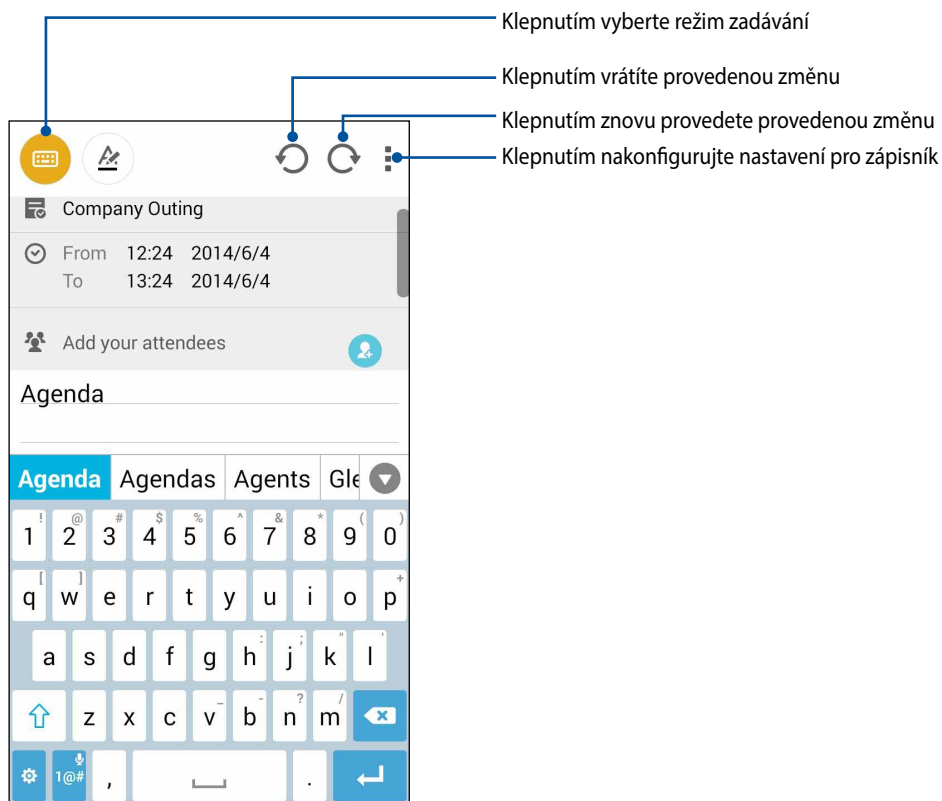 Klepnutím vyberte režim zadávání
Klepnutím vrátíte provedenou změnu
Klepnutím znovu provedete provedenou změnu
Klepnutím nakonfigurujte nastavení pro zápisník
A
Company Outing
From 12:24 2014/6/4
To 13:24 2014/6/4
Add your attendees
Agenda
Agenda Agendas Agents Gle
! @ # $ % ^ & * ( )
1 2 3 4 5 6 7 8 9 0
[ ] +
q w e r t y u i o p
: ; " '
a s d f g h j k l
_ - ? /
z x c v b n m
1@# , .